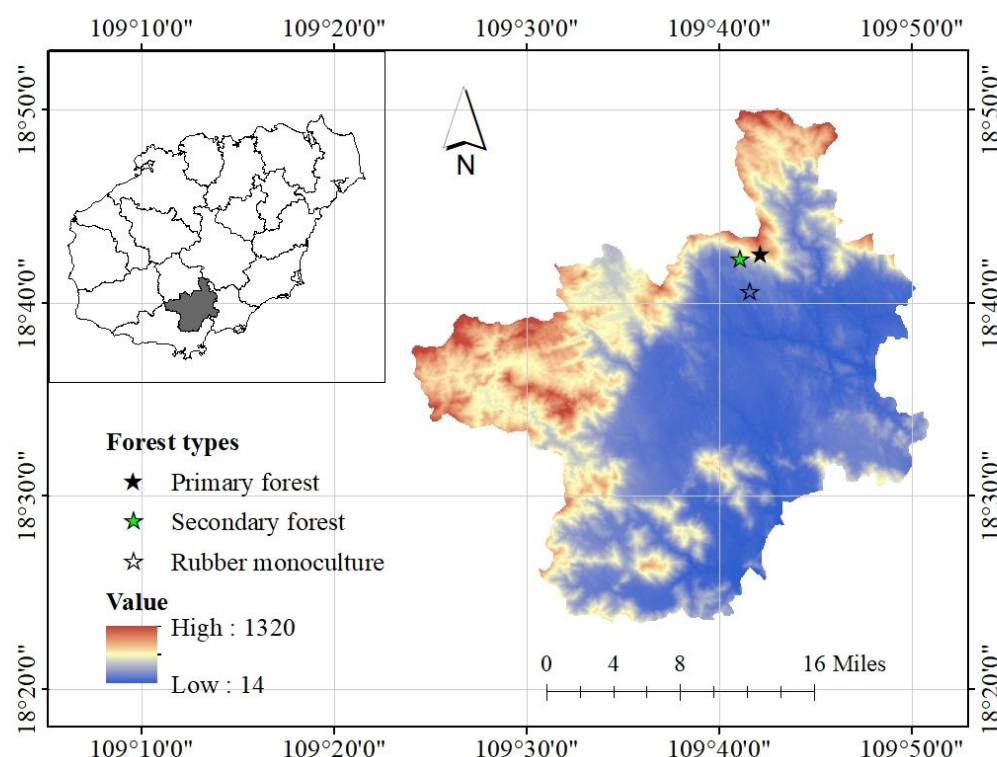 109°10'0" 109°20'0" 109°30'0" 109°40'0" 109°50'0"
18°50'0" 18°50'0"
N
18°40'0" 18°40'0"
Forest types
Primary forest
Secondary forest
Rubber monoculture
18°30'0" 18°30'0"
Value
High : 1320
Low : 14
0 4 8 16 Miles
18°20'0" 18°20'0"
109°10'0" 109°20'0" 109°30'0" 109°40'0" 109°50'0"